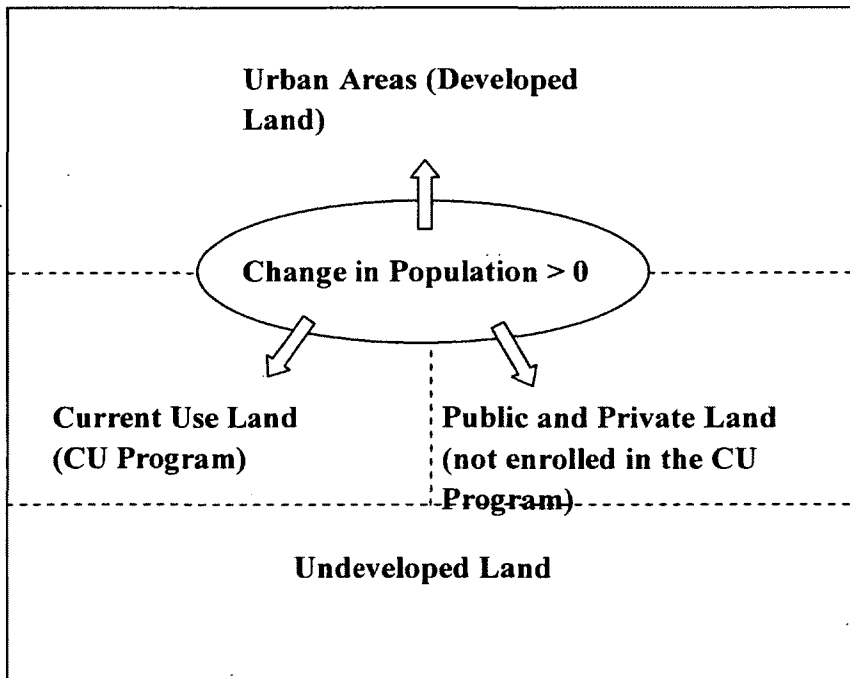 Urban Areas (Developed
Land)
Change in Population > 0
Current Use Land
(CU Program)
Public and Private Land
(not enrolled in the CU
Program)
Undeveloped Land